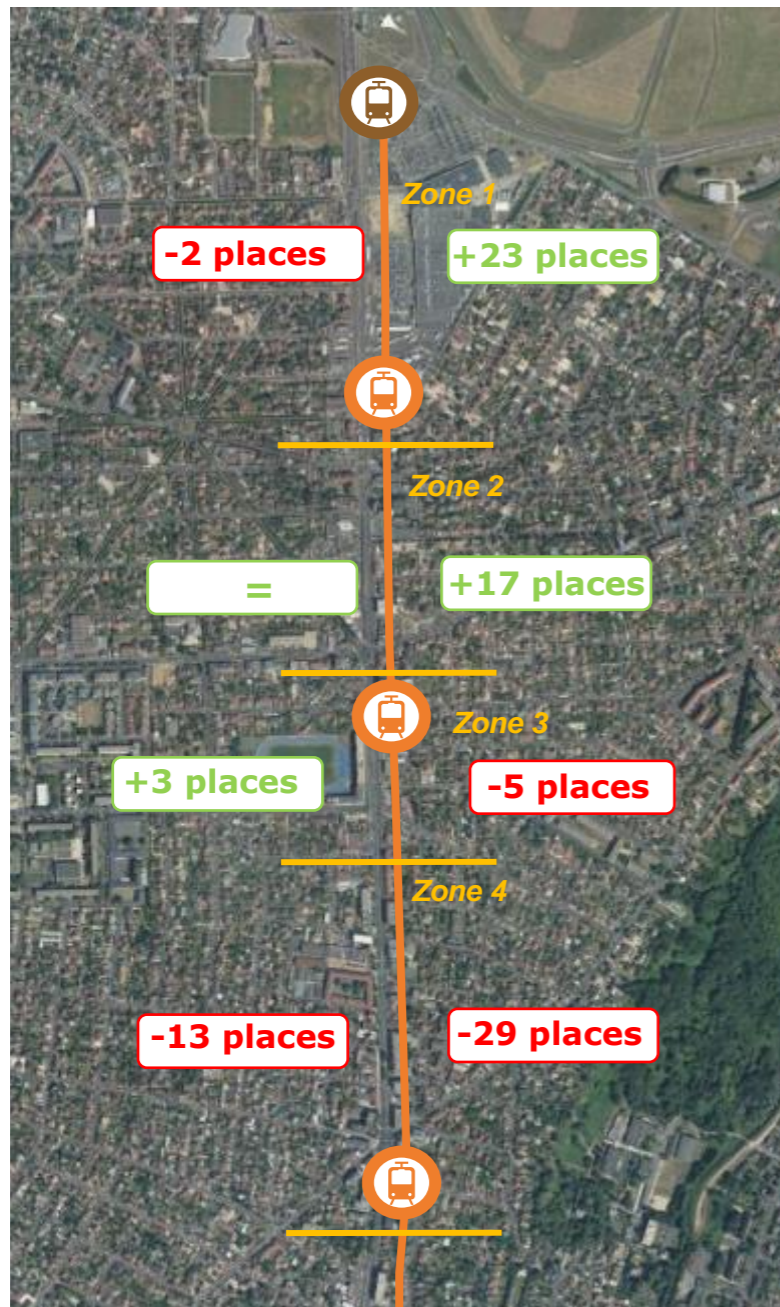 Zone 1
-2 places
+23 places
Zone 2
=
+17 places
Zone 3
+3 places
-5 places
Zone 4
-13 places
-29 places